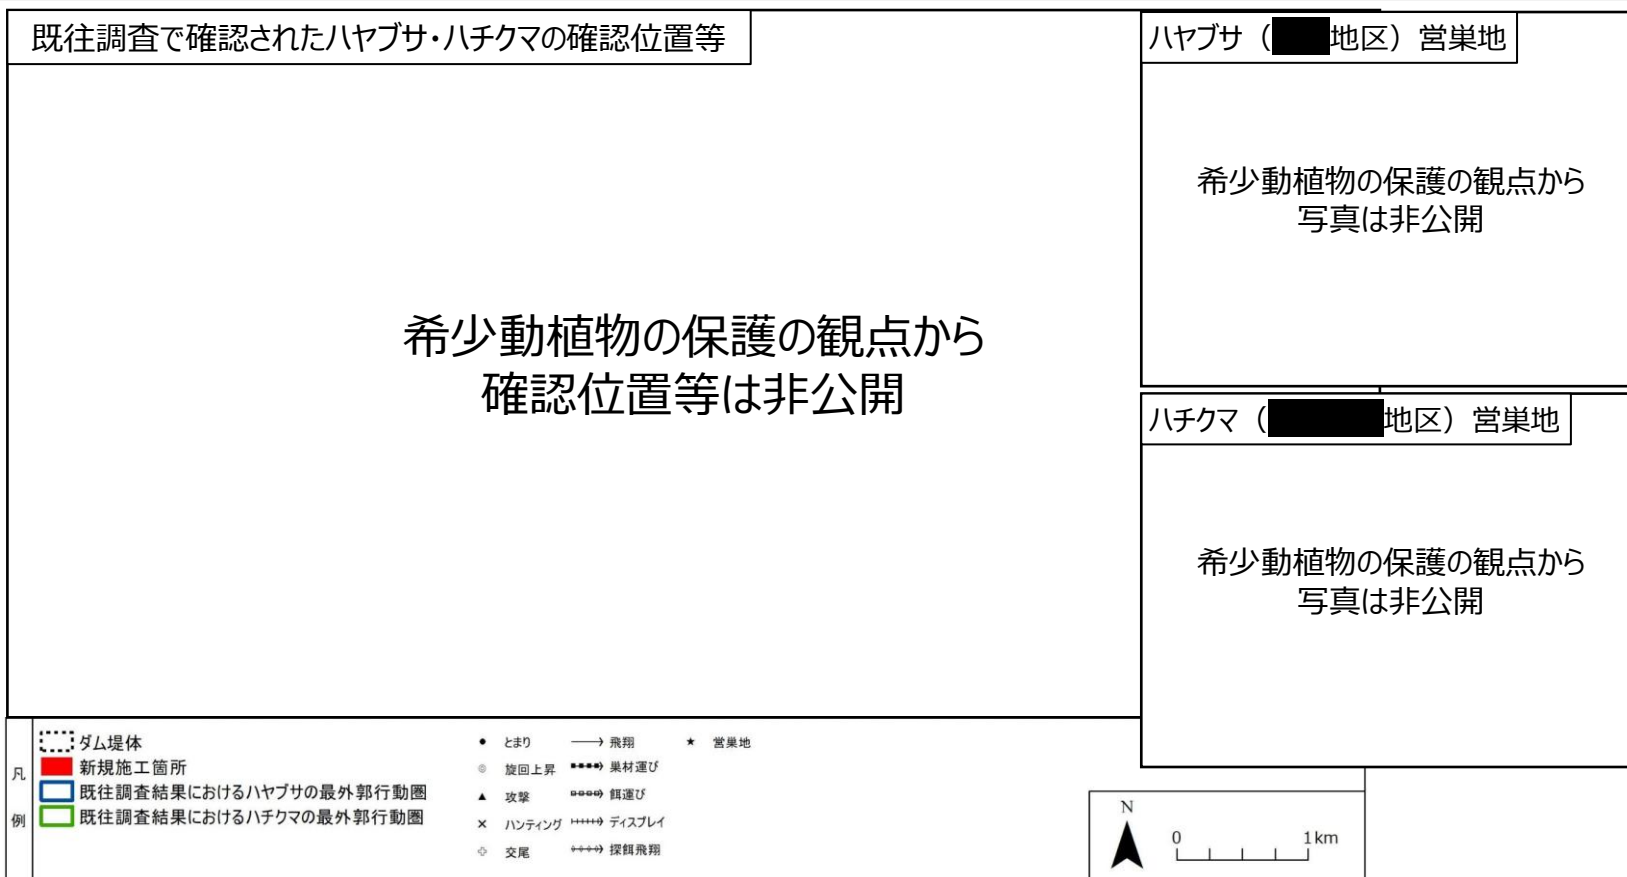 既往調査で確認されたハヤブサ・ハチクマの確認位置等
希少動植物の保護の観点から
確認位置等は非公開
ハヤブサ（地区）営巣地
希少動植物の保護の観点から
写真は非公開
ハチクマ（地区）営巣地
希少動植物の保護の観点から
写真は非公開
凡例
ダム堤体
新規施工箇所
既往調査結果におけるハヤブサの最外郭行動圏
既往調査結果におけるハチクマの最外郭行動圏
とまり
旋回上昇
攻撃
ハンティング
交尾
飛翔
巣材運び
餌運び
ディスプレイ
探餌飛翔
営巣地
N
0 1km